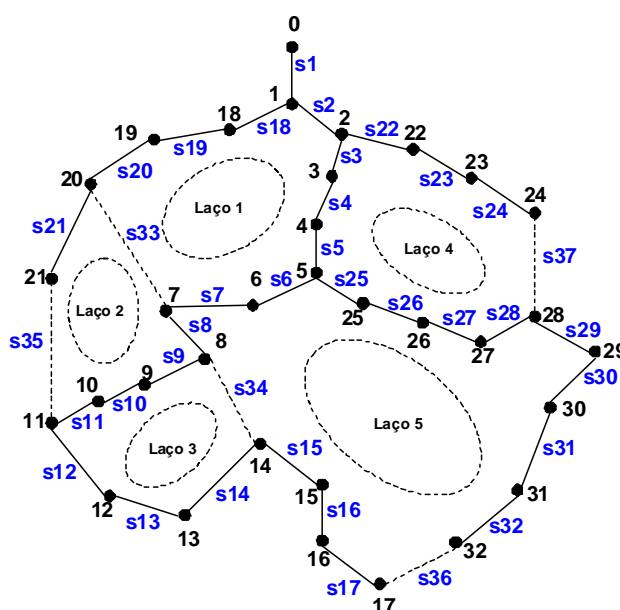 0
s1
1
s2
18
s18
2
s22
22
19
s19
s3
s20
3
23
s23
20
s24
24
Laço 1
s4
s21
s33
4
Laço 4
s37
s5
21
5
6
s6
s25
7
s7
s26
s28
28
Laço 2
25
s8
s27
s29
s35
26
8
27
29
s9
s30
9
10
s10
s34
30
11
s11
Laço 5
s31
Laço 3
s12
14
s15
s14
15
31
12
s16
s13
s32
13
16
32
s17
s36
17